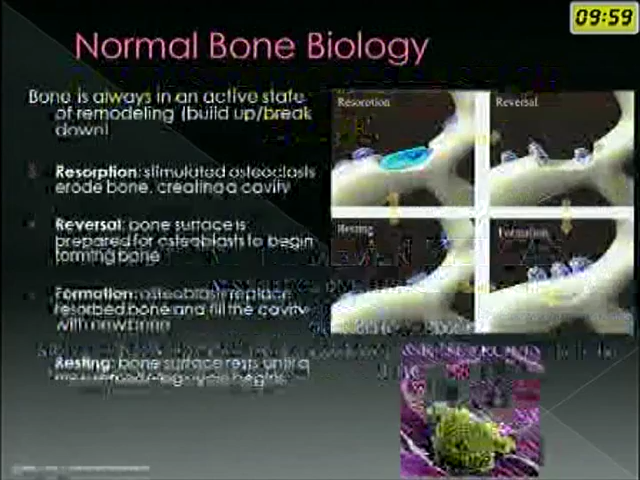 09:59
Normal Bone Biology
Bone is always in an active state
of remodeling (build up/break
down)
Resorption: stimulated osteoclasts
erode bone, creating a cavity
Reversal: bone surface is
prepared for osteoblasts to begin
forming bone
Formation: osteoblasts replace
resorbed bone and fill the cavity
with new bone
Resting: bone surface rests until a
cycle begins
Resorption
Reversal
Resting
Formation